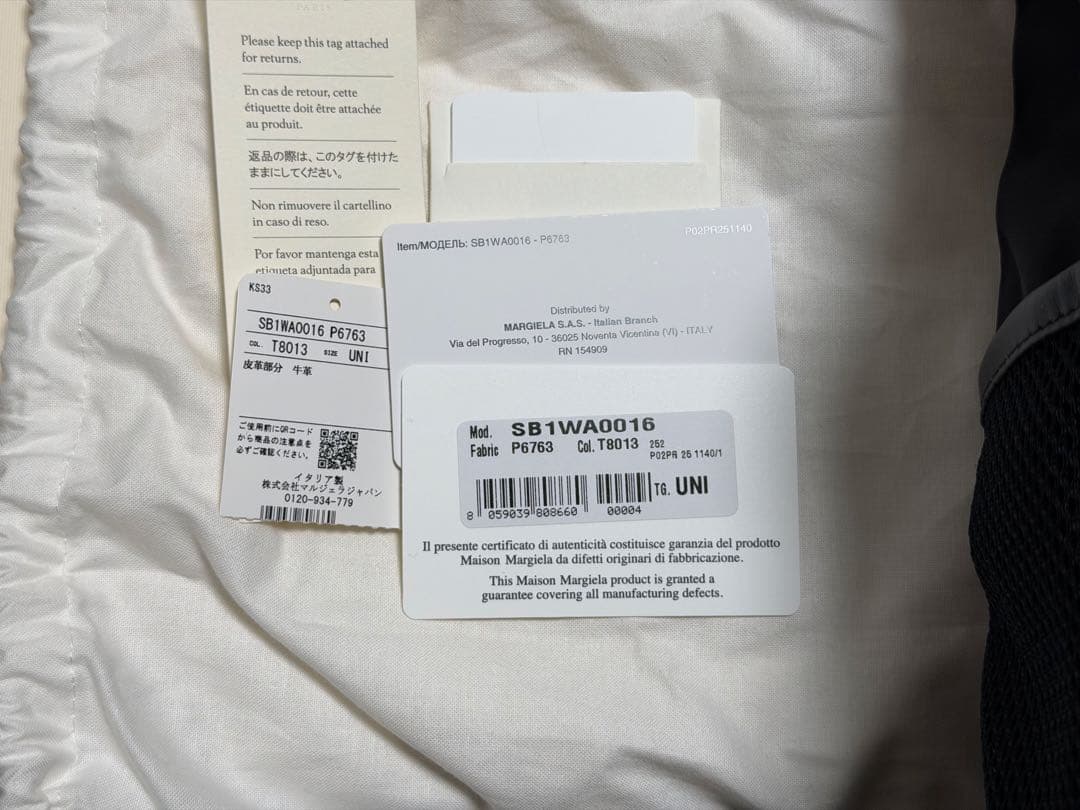 PARIS
Please keep this tag attached
for returns.
En cas de retour, cette
étiquette doit être attachée
au produit.
返品の際は、このタグを付けた
ままにしてください。
Non rimuovere il cartellino
in caso di reso.
Por favor mantenga esta
etiqueta adjuntada para
KS33
SB1WA0016 P6763
COL. T8013 SIZE UNI
皮革部分 牛革
ご使用前にQRコード
から商品の注意点を
必ずご確認ください。
イタリア製
株式会社マルジェラジャパン
0120-934-779
Item/МОДЕЛЬ: SB1WA0016 - P6763
P02PR251140
Distributed by
MARGIELA S.A.S. - Italian Branch
Via del Progresso, 10 - 36025 Noventa Vicentina (VI) - ITALY
RN 154909
Mod. SB1WA0016
Fabric P6763 Col. T8013 252
P02PR 25 1140/1
TG. UNI
8 059039 808660 00004
Il presente certificato di autenticità costituisce garanzia del prodotto
Maison Margiela da difetti originari di fabbricazione.
This Maison Margiela product is granted a
guarantee covering all manufacturing defects.